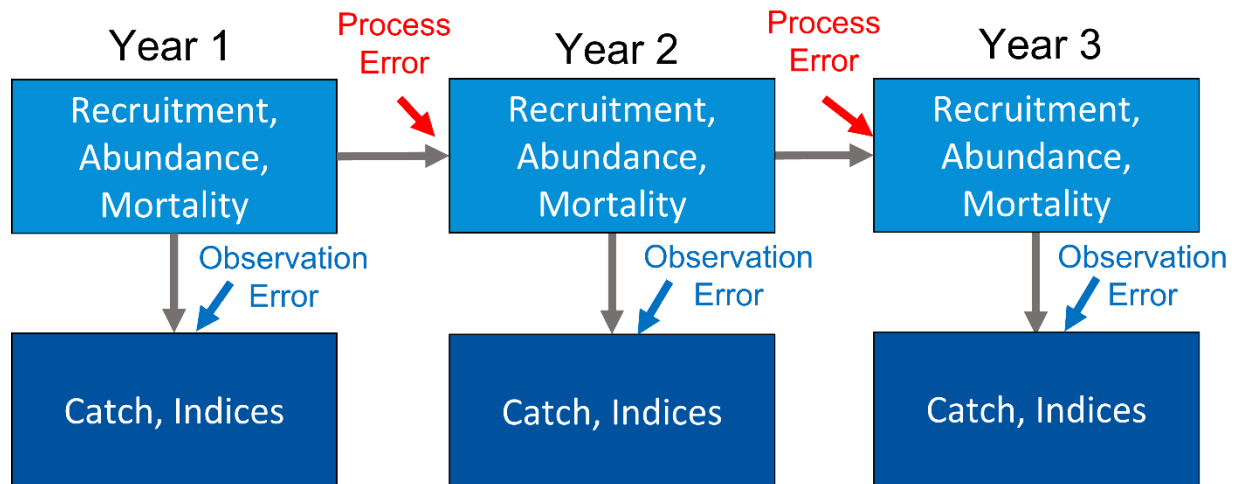 Year 1
Process
Error
Year 2
Process
Error
Year 3
Recruitment,
Abundance,
Mortality
Recruitment,
Abundance,
Mortality
Recruitment,
Abundance,
Mortality
Observation
Error
Observation
Error
Observation
Error
Catch, Indices
Catch, Indices
Catch, Indices